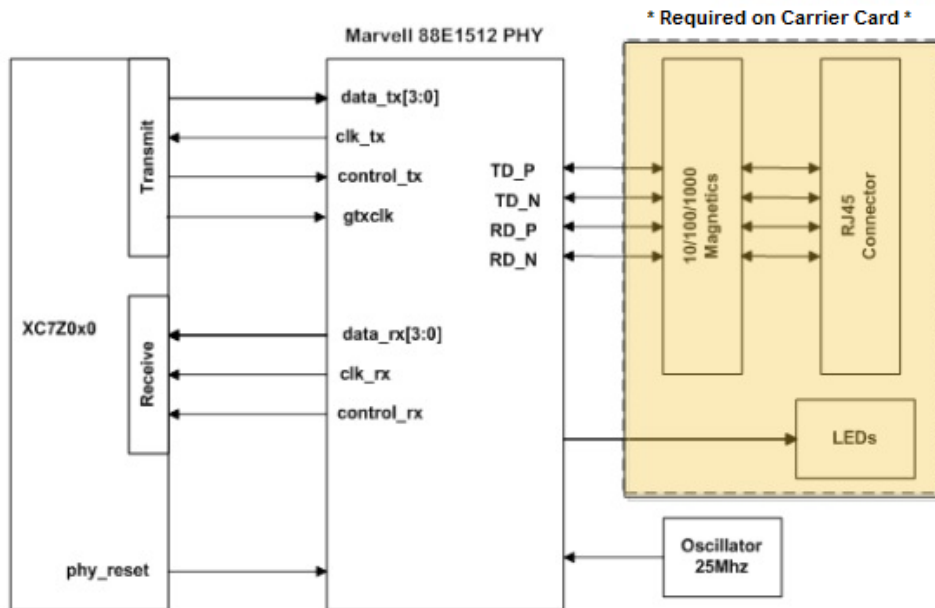 * Required on Carrier Card *
Marvell 88E1512 PHY
XC7Z0x0
Transmit
data_tx[3:0]
clk_tx
control_tx
gtxclk
Receive
data_rx[3:0]
clk_rx
control_rx
phy_reset
TD_P
TD_N
RD_P
RD_N
10/100/1000
Magnetics
RJ45
Connector
LEDs
Oscillator
25Mhz